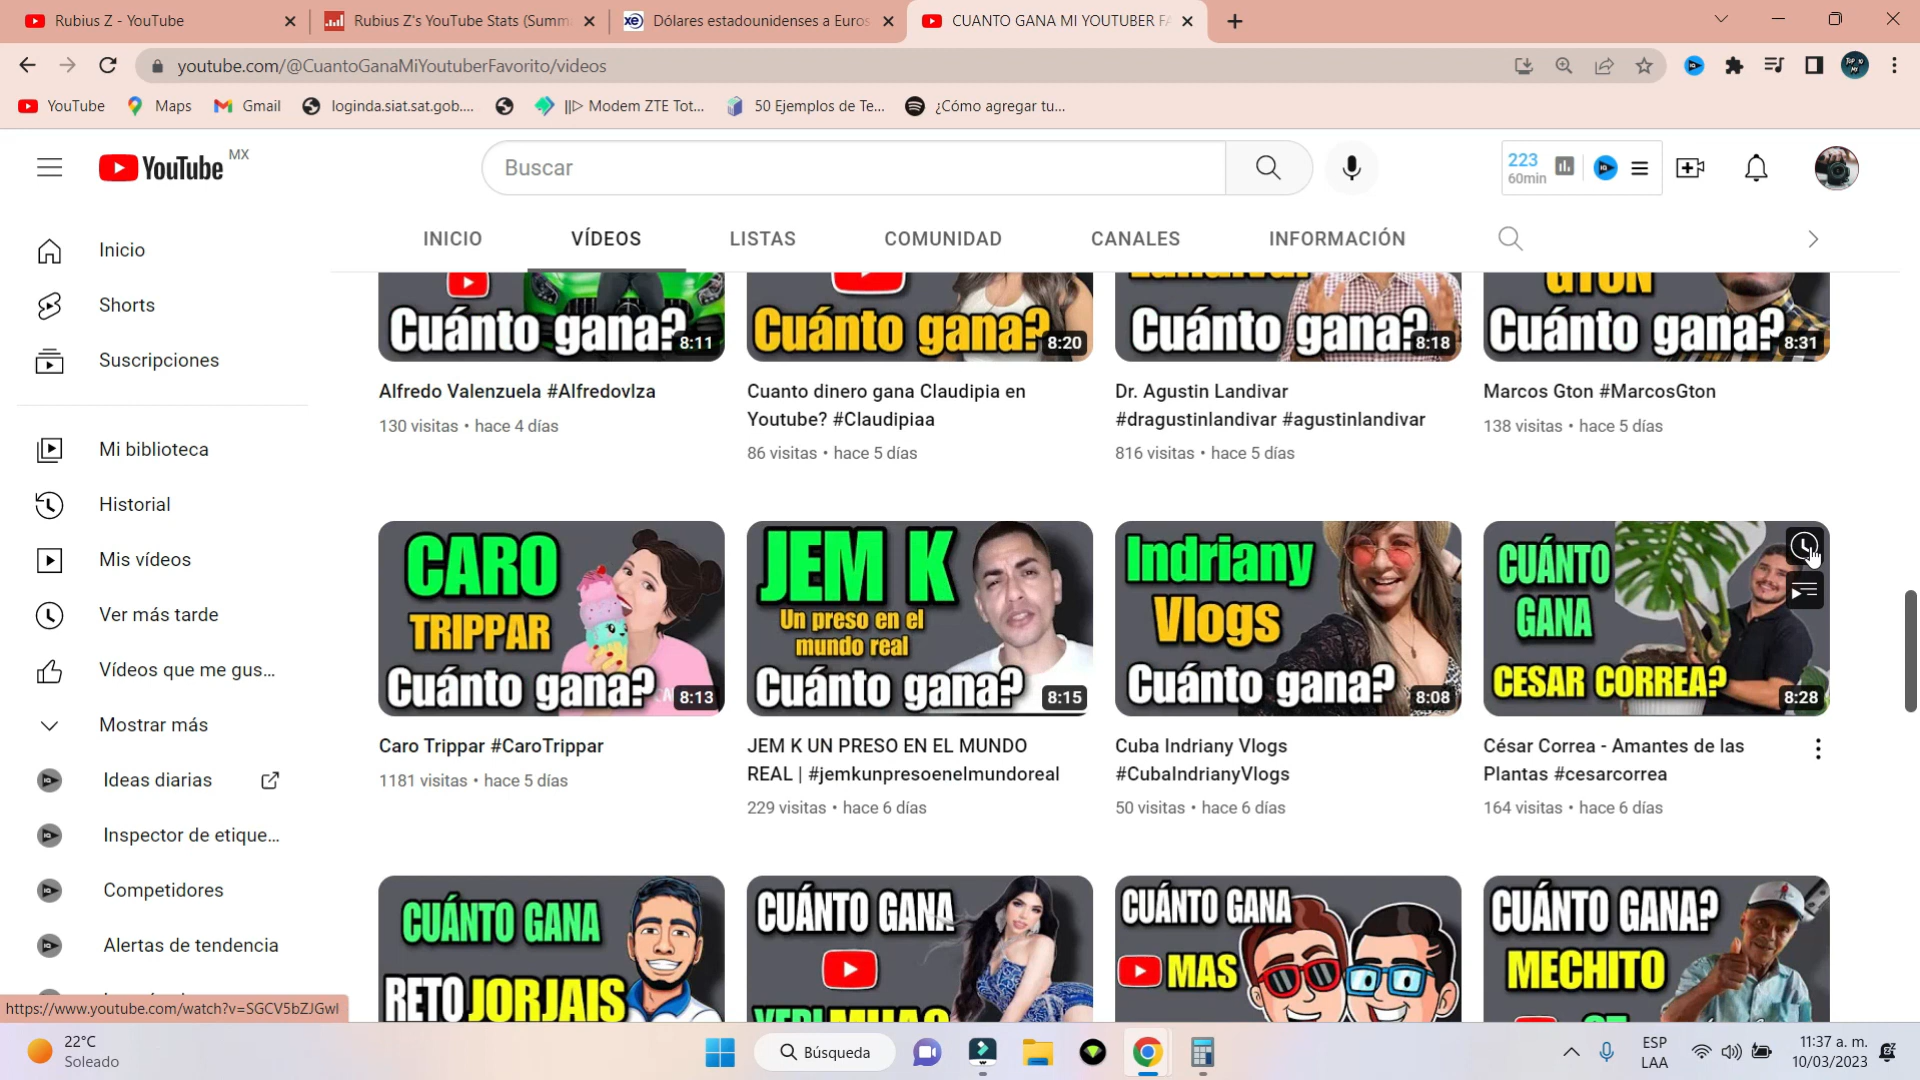 Rubius Z - YouTube
Rubius Z's YouTube Stats (Summ
Dólares estadounidenses a Euros
CUANTO GANA MI YOUTUBER FA
youtube.com/@CuantoGanaMiYoutuberFavorito/videos
YouTube
Maps
Gmail
loginda.siat.sat.gob....
||▷ Modem ZTE Tot...
50 Ejemplos de Te...
¿Cómo agregar tu...
YouTube MX
Buscar
223
60min
INICIO
VÍDEOS
LISTAS
COMUNIDAD
CANALES
INFORMACIÓN
Inicio
Shorts
Suscripciones
Mi biblioteca
Historial
Mis vídeos
Ver más tarde
Vídeos que me gus...
Mostrar más
Ideas diarias
Inspector de etique...
Competidores
Alertas de tendencia
https://www.youtube.com/watch?v=SGCV5bZJGwI
Cuánto gana?
8:11
Cuánto gana?
8:20
Cuánto gana?
8:18
GTON
Cuánto gana?
8:31
Alfredo Valenzuela #Alfredovlza
130 visitas • hace 4 días
Cuanto dinero gana Claudipia en
Youtube? #Claudipiaa
86 visitas • hace 5 días
Dr. Agustin Landivar
#dragustinlandivar #agustinlandivar
816 visitas • hace 5 días
Marcos Gton #MarcosGton
138 visitas • hace 5 días
CARO
TRIPPAR
Cuánto gana?
8:13
JEM K
Un preso en el
mundo real
Cuánto gana?
8:15
Indriany
Vlogs
Cuánto gana?
8:08
CUÁNTO
GANA
CESAR CORREA?
8:28
Caro Trippar #CaroTrippar
1181 visitas • hace 5 días
JEM K UN PRESO EN EL MUNDO
REAL | #jemkunpresoenelmundoreal
229 visitas • hace 6 días
Cuba Indriany Vlogs
#CubaIndrianyVlogs
50 visitas • hace 6 días
César Correa - Amantes de las
Plantas #cesarcorrea
164 visitas • hace 6 días
CUÁNTO GANA
RETO JORJAIS
CUÁNTO GANA
CUÁNTO GANA
MAS
CUÁNTO GANA?
MECHITO
22°C
Soleado
Búsqueda
ESP
LAA
11:37 a. m.
10/03/2023